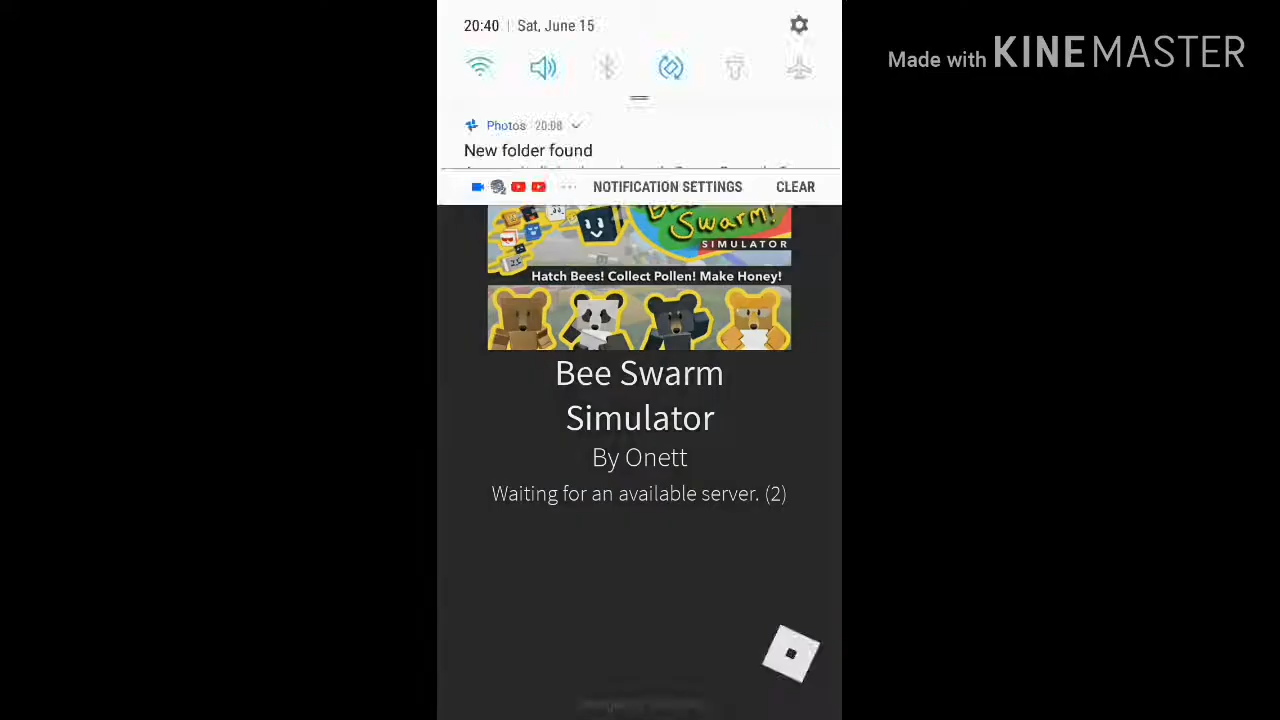 20:40 | Sat, June 15
Made with KINEMASTER
Photos 20:08
New folder found
NOTIFICATION SETTINGS CLEAR
Swarm!
SIMULATOR
Hatch Bees! Collect Pollen! Make Honey!
Bee Swarm
Simulator
By Onett
Waiting for an available server. (2)